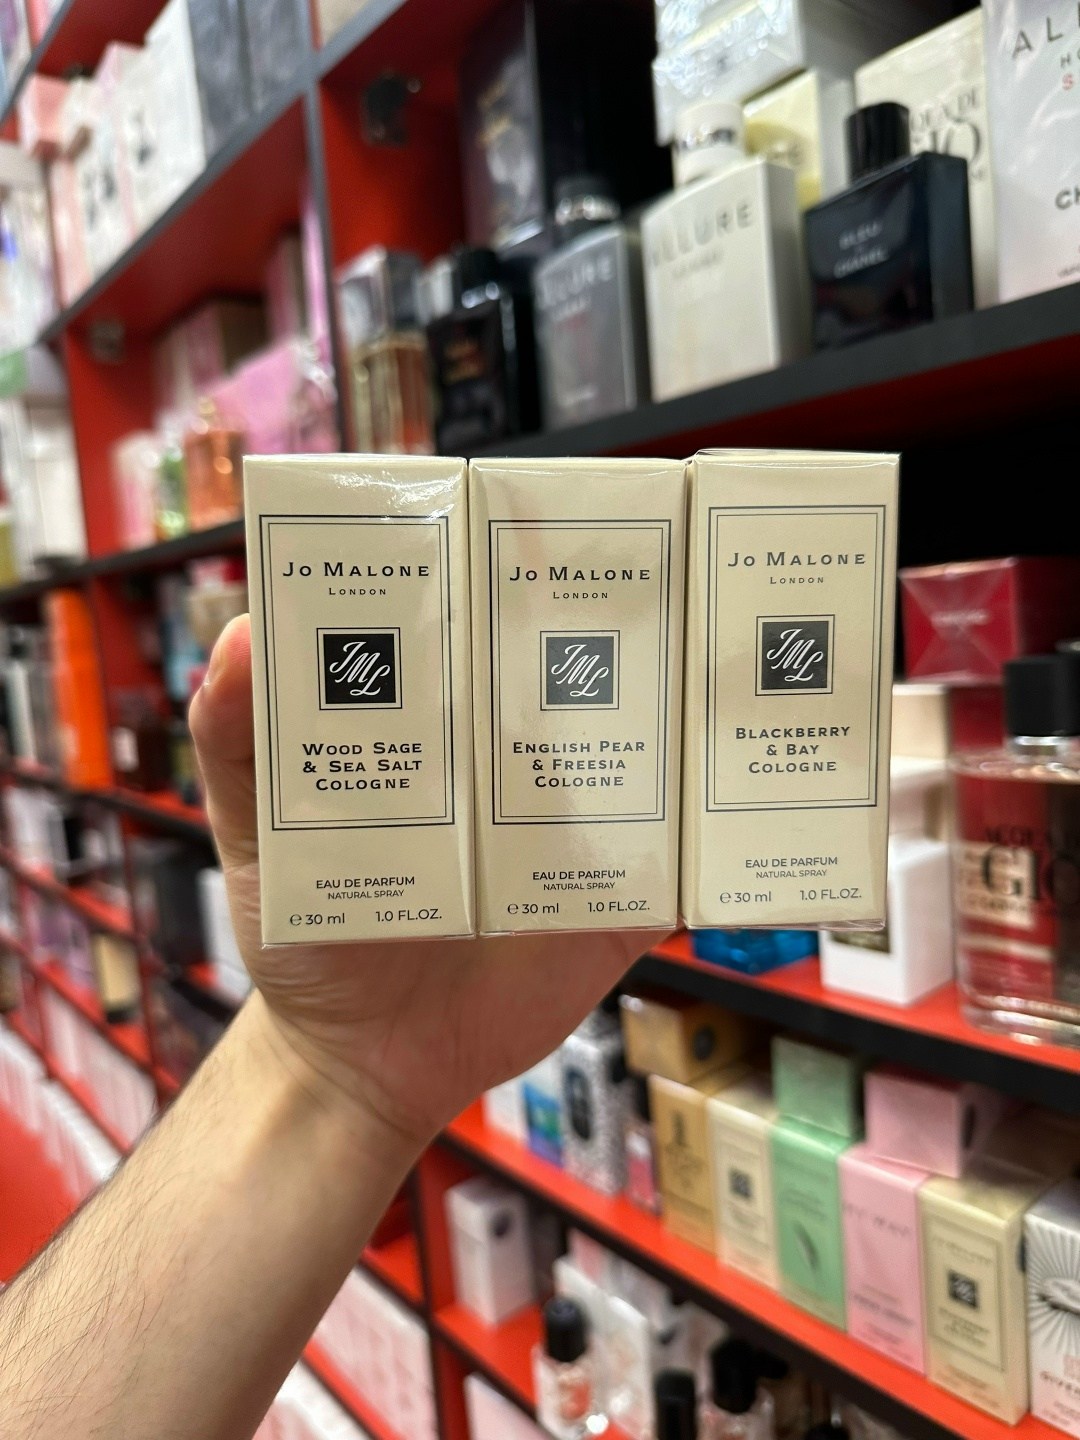 JO MALONE
LONDON
JML
WOOD SAGE
& SEA SALT
COLOGNE
EAU DE PARFUM
NATURAL SPRAY
℮ 30 ml 1.0 FL.OZ.
JO MALONE
LONDON
JML
ENGLISH PEAR
& FREESIA
COLOGNE
EAU DE PARFUM
NATURAL SPRAY
℮ 30 ml 1.0 FL.OZ.
JO MALONE
LONDON
JML
BLACKBERRY
& BAY
COLOGNE
EAU DE PARFUM
NATURAL SPRAY
℮ 30 ml 1.0 FL.OZ.
ALLURE
BLEU
CHANEL
GIO